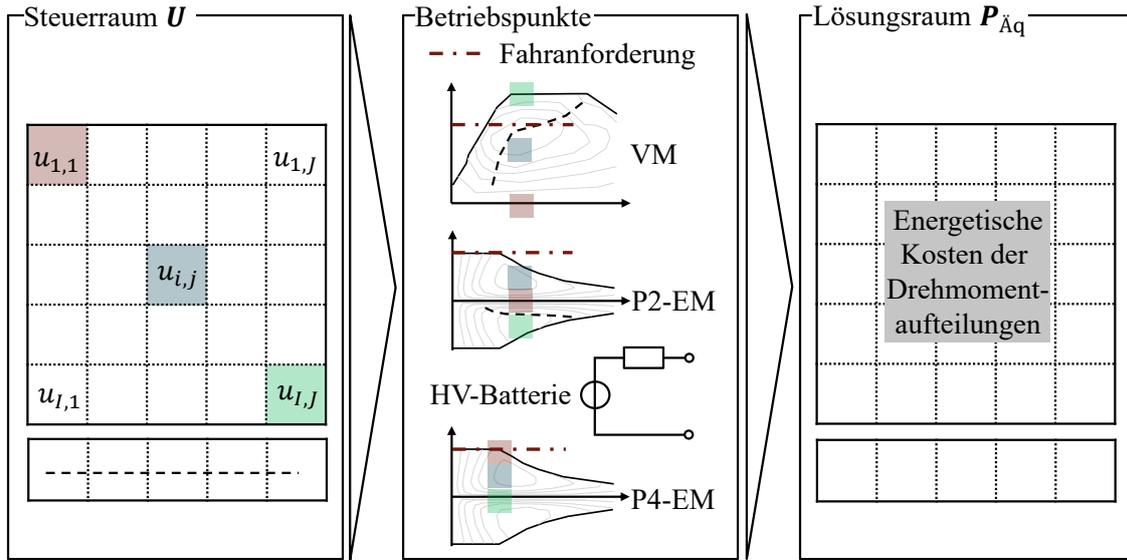 Steuerraum U
u1,1
u1,J
ui,j
uI,1
uI,J
Betriebspunkte
Fahranforderung
VM
P2-EM
HV-Batterie
P4-EM
Lösungsraum PÄq
Energetische
Kosten der
Drehmoment-
aufteilungen